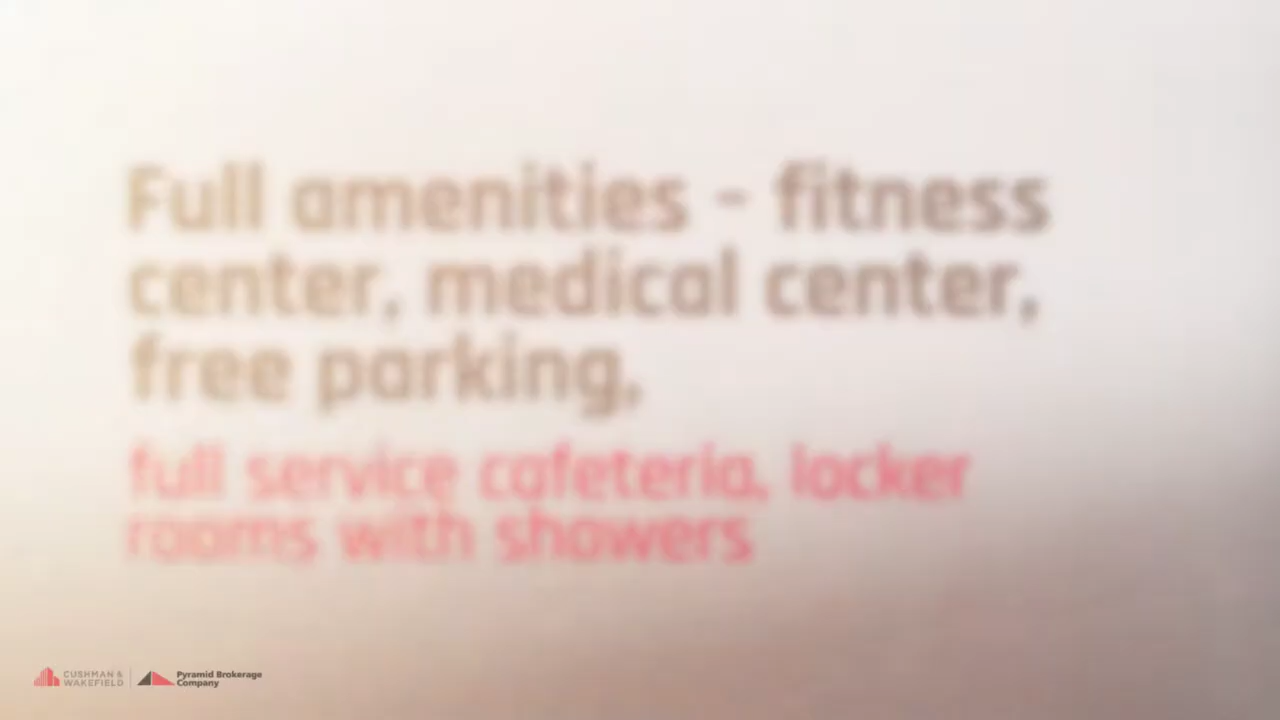 Full amenities - fitness
center, medical center,
free parking,
full service cafeteria, locker
rooms with showers
CUSHMAN &
WAKEFIELD
Pyramid Brokerage
Company